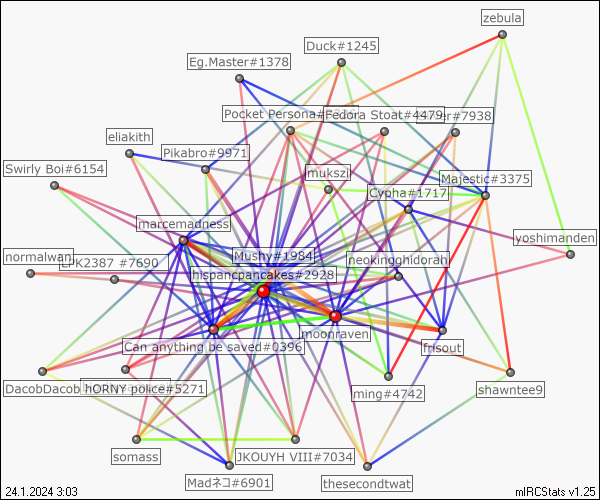 zebula
Duck#1245
Eg.Master#1378
Pocket Persona#
Fedora Stoat#4479
er#7938
eliakith
Pikabro#9971
Swirly Boi#6154
mukszil
Majestic#3375
Cypha#1717
marcemadness
yoshimanden
normalwan
LPK2387 #7690
Mushy#1984
neokingghidorah
hispancpancakes#2928
moonraven
Can anything be saved#0396
frisout
DacobDacob
hORNY police#5271
ming#4742
shawntee9
somass
JKOUYH VIII#7034
Madネコ#6901
thesecondtwat
24.1.2024 3:03
mIRCStats v1.25